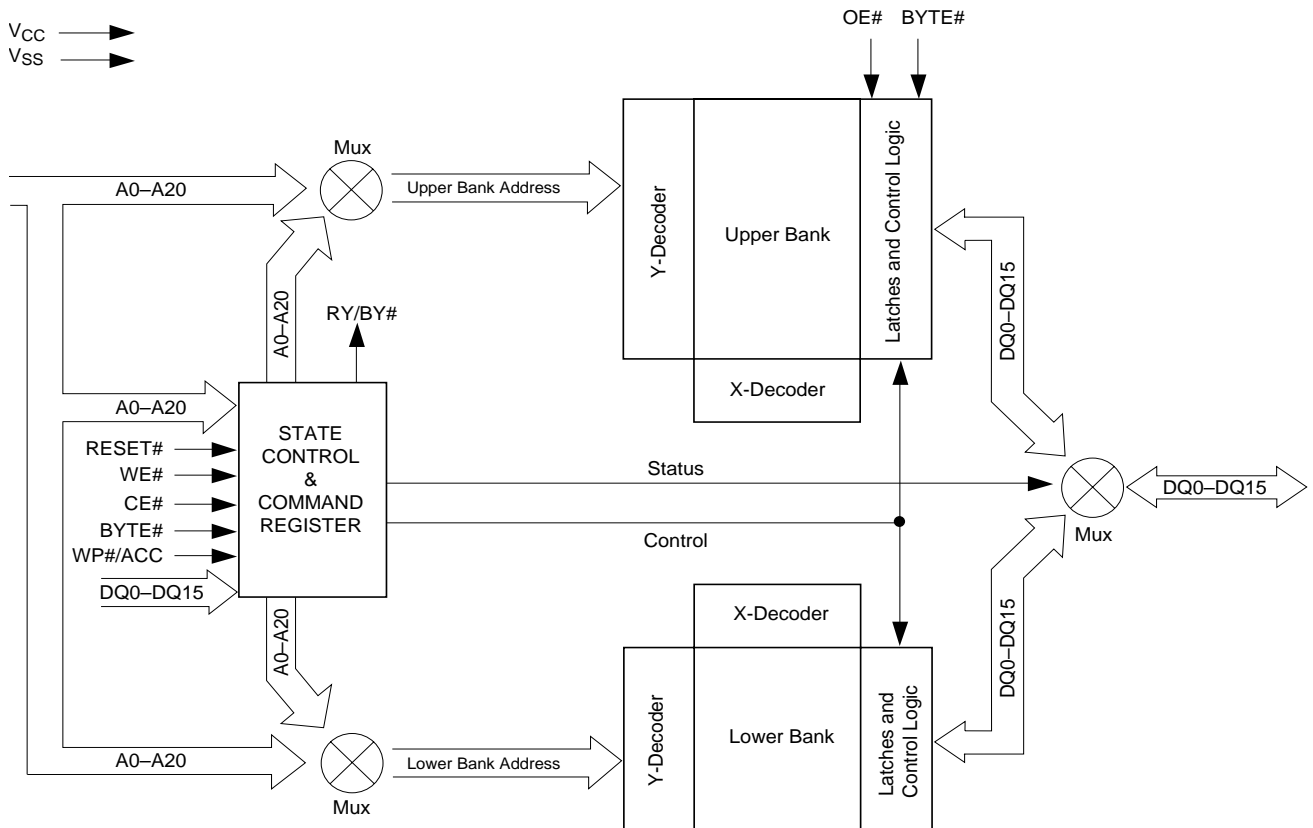 VCC
VSS
OE# BYTE#
Mux
A0–A20
Upper Bank Address
Y-Decoder
Upper Bank
Latches and Control Logic
X-Decoder
A0–A20
RY/BY#
DQ0–DQ15
A0–A20
RESET#
WE#
CE#
BYTE#
WP#/ACC
DQ0–DQ15
STATE
CONTROL
&
COMMAND
REGISTER
Status
Control
DQ0–DQ15
Mux
A0–A20
X-Decoder
DQ0–DQ15
Y-Decoder
Lower Bank
Latches and
Control Logic
A0–A20
Lower Bank Address
Mux